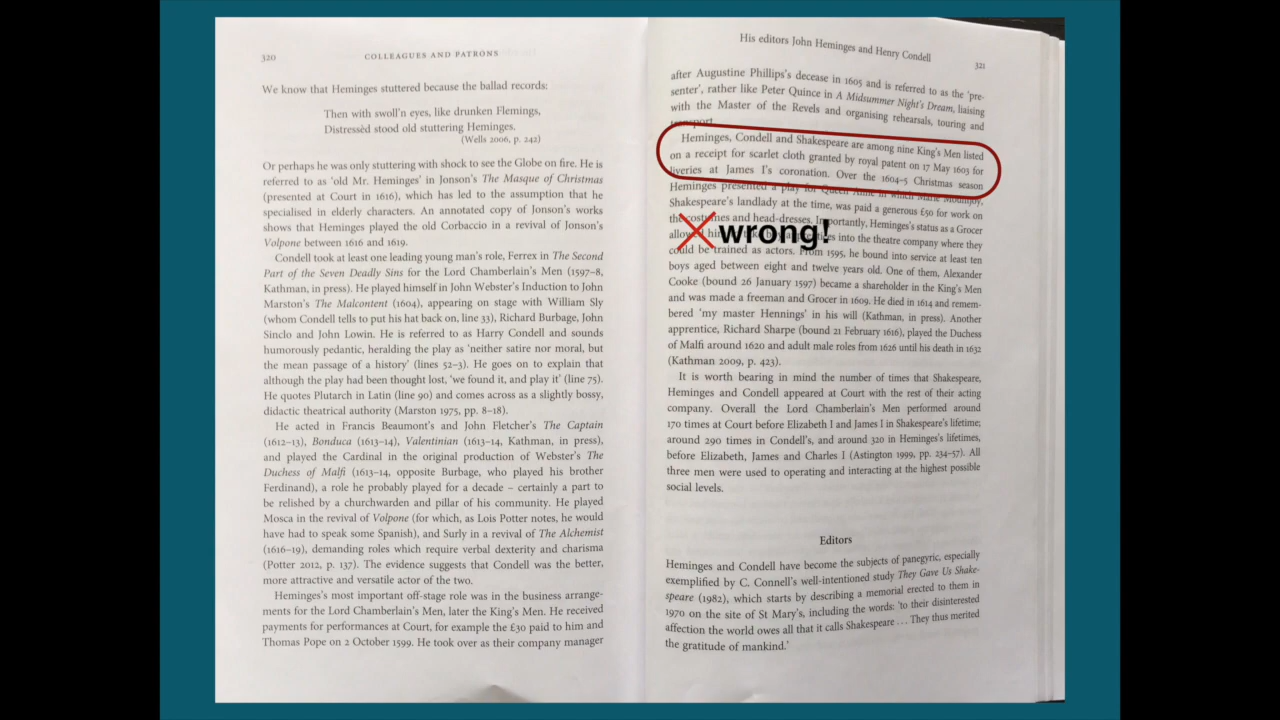 320
COLLEAGUES AND PATRONS
We know that Heminges stuttered because the ballad records:
Then with swoll'n eyes, like drunken Flemings,
Distressèd stood old stuttering Heminges.
(Wells 2006, p. 242)
Or perhaps he was only stuttering with shock to see the Globe on fire. He is
referred to as 'old Mr. Heminges' in Jonson's The Masque of Christmas
(presented at Court in 1616), which has led to the assumption that he
specialised in elderly characters. An annotated copy of Jonson's works
shows that Heminges played the old Corbaccio in a revival of Jonson's
Volpone between 1616 and 1619.
Condell took at least one leading young man's role, Ferrex in The Second
Part of the Seven Deadly Sins for the Lord Chamberlain's Men (1597–8,
Kathman, in press). He played himself in John Webster's Induction to John
Marston's The Malcontent (1604), appearing on stage with William Sly
(whom Condell tells to put his hat back on, line 33), Richard Burbage, John
Sinclo and John Lowin. He is referred to as Harry Condell and sounds
humorously pedantic, heralding the play as 'neither satire nor moral, but
the mean passage of a history' (lines 52–3). He goes on to explain that
although the play had been thought lost, 'we found it, and play it' (line 75).
He quotes Plutarch in Latin (line 90) and comes across as a slightly bossy,
didactic theatrical authority (Marston 1975, pp. 8–18).
He acted in Francis Beaumont's and John Fletcher's The Captain
(1612–13), Bonduca (1613–14), Valentinian (1613–14, Kathman, in press),
and played the Cardinal in the original production of Webster's The
Duchess of Malfi (1613–14, opposite Burbage, who played his brother
Ferdinand), a role he probably played for a decade – certainly a part to
be relished by a churchwarden and pillar of his community. He played
Mosca in the revival of Volpone (for which, as Lois Potter notes, he would
have had to speak some Spanish), and Surly in a revival of The Alchemist
(1616–19), demanding roles which require verbal dexterity and charisma
(Potter 2012, p. 137). The evidence suggests that Condell was the better,
more attractive and versatile actor of the two.
Heminges's most important off-stage role was in the business arrange-
ments for the Lord Chamberlain's Men, later the King's Men. He received
payments for performances at Court, for example the £30 paid to him and
Thomas Pope on 2 October 1599. He took over as their company manager
His editors John Heminges and Henry Condell
321
after Augustine Phillips's decease in 1605 and is referred to as the 'pre-
senter', rather like Peter Quince in A Midsummer Night's Dream, liaising
with the Master of the Revels and organising rehearsals, touring and
transport.
Heminges, Condell and Shakespeare are among nine King's Men listed
on a receipt for scarlet cloth granted by royal patent on 17 May 1603 for
liveries at James I's coronation. Over the 1604–5 Christmas season
Heminges presented a play for Queen Anne in which Marie Mountjoy,
Shakespeare's landlady at the time, was paid a generous £50 for work on
the costumes and head-dresses. Importantly, Heminges's status as a Grocer
allowed him to take boy apprentices into the theatre company where they
wrong!
could be trained as actors. From 1595, he bound into service at least ten
boys aged between eight and twelve years old. One of them, Alexander
Cooke (bound 26 January 1597) became a shareholder in the King's Men
and was made a freeman and Grocer in 1609. He died in 1614 and remem-
bered 'my master Hennings' in his will (Kathman, in press). Another
apprentice, Richard Sharpe (bound 21 February 1616), played the Duchess
of Malfi around 1620 and adult male roles from 1626 until his death in 1632
(Kathman 2009, p. 423).
It is worth bearing in mind the number of times that Shakespeare,
Heminges and Condell appeared at Court with the rest of their acting
company. Overall the Lord Chamberlain's Men performed around
170 times at Court before Elizabeth I and James I in Shakespeare's lifetime,
around 290 times in Condell's, and around 320 in Heminges's lifetimes,
before Elizabeth, James and Charles I (Astington 1999, pp. 234–57). All
three men were used to operating and interacting at the highest possible
social levels.
Editors
Heminges and Condell have become the subjects of panegyric, especially
exemplified by C. Connell's well-intentioned study They Gave Us Shake-
speare (1982), which starts by describing a memorial erected to them in
1970 on the site of St Mary's, including the words: 'to their disinterested
affection the world owes all that it calls Shakespeare . . . They thus merited
the gratitude of mankind.'